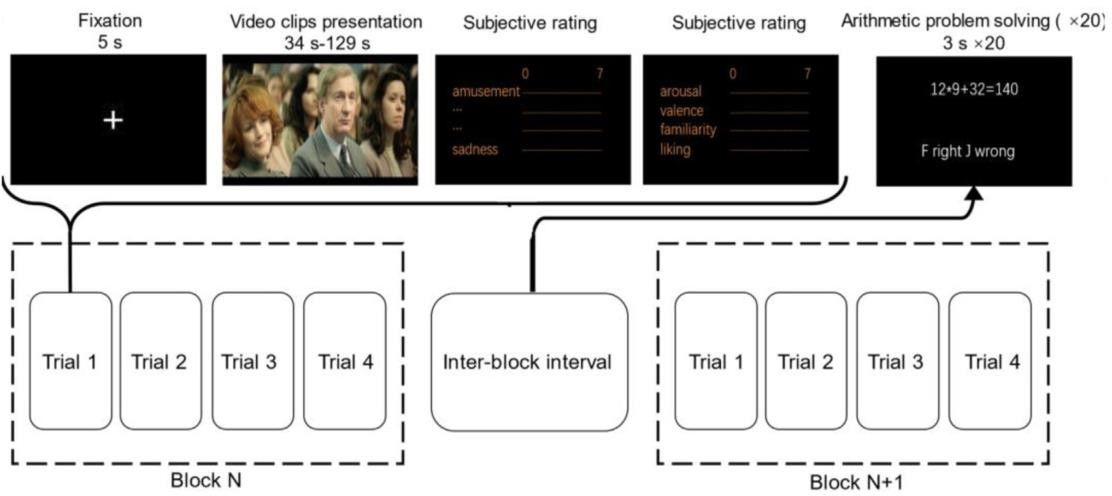 Fixation
5 s
Video clips presentation
34 s-129 s
Subjective rating
Subjective rating
Arithmetic problem solving ( ×20)
3 s ×20
+
0 7
amusement
...
...
sadness
0 7
arousal
valence
familiarity
liking
12*9+32=140
F right J wrong
Trial 1
Trial 2
Trial 3
Trial 4
Inter-block interval
Trial 1
Trial 2
Trial 3
Trial 4
Block N
Block N+1